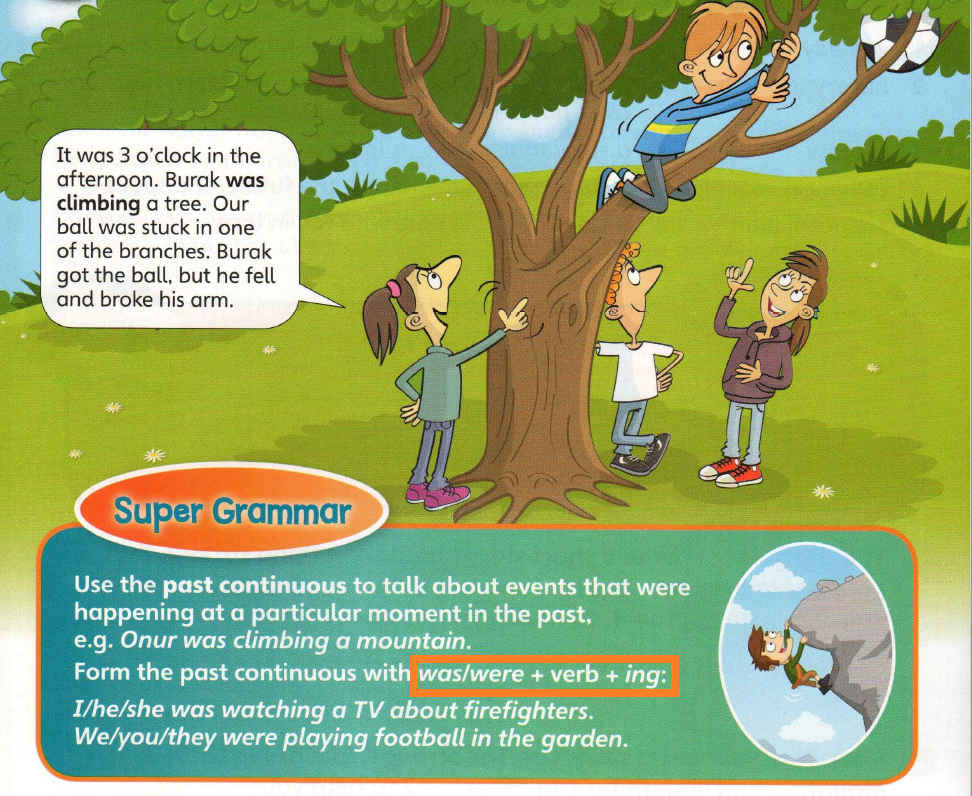 It was 3 o'clock in the
afternoon. Burak was
climbing a tree. Our
ball was stuck in one
of the branches. Burak
got the ball, but he fell
and broke his arm.
Super Grammar
Use the past continuous to talk about events that were
happening at a particular moment in the past,
e.g. Onur was climbing a mountain.
Form the past continuous with was/were + verb + ing:
I/he/she was watching a TV about firefighters.
We/you/they were playing football in the garden.